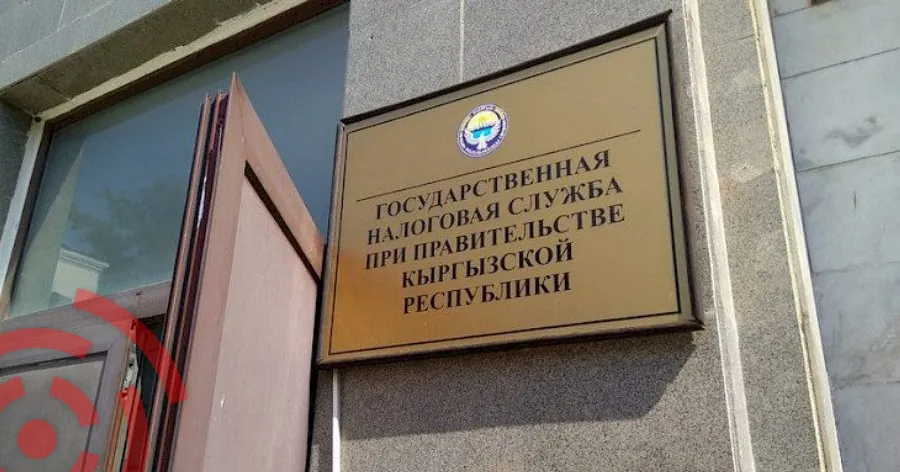 ГОСУДАРСТВЕННАЯ
НАЛОГОВАЯ СЛУЖБА
ПРИ ПРАВИТЕЛЬСТВЕ
КЫРГЫЗСКОЙ
РЕСПУБЛИКИ